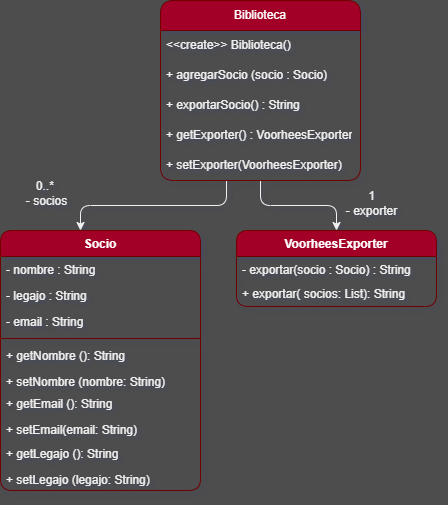 Biblioteca
<<create>> Biblioteca()
+ agregarSocio (socio : Socio)
+ exportarSocio() : String
+ getExporter() : VoorheesExporter
+ setExporter(VoorheesExporter)
0..*
- socios
1
- exporter
Socio
- nombre : String
- legajo : String
- email : String
+ getNombre (): String
+ setNombre (nombre: String)
+ getEmail (): String
+ setEmail(email: String)
+ getLegajo (): String
+ setLegajo (legajo: String)
VoorheesExporter
- exportar(socio : Socio) : String
+ exportar( socios: List): String